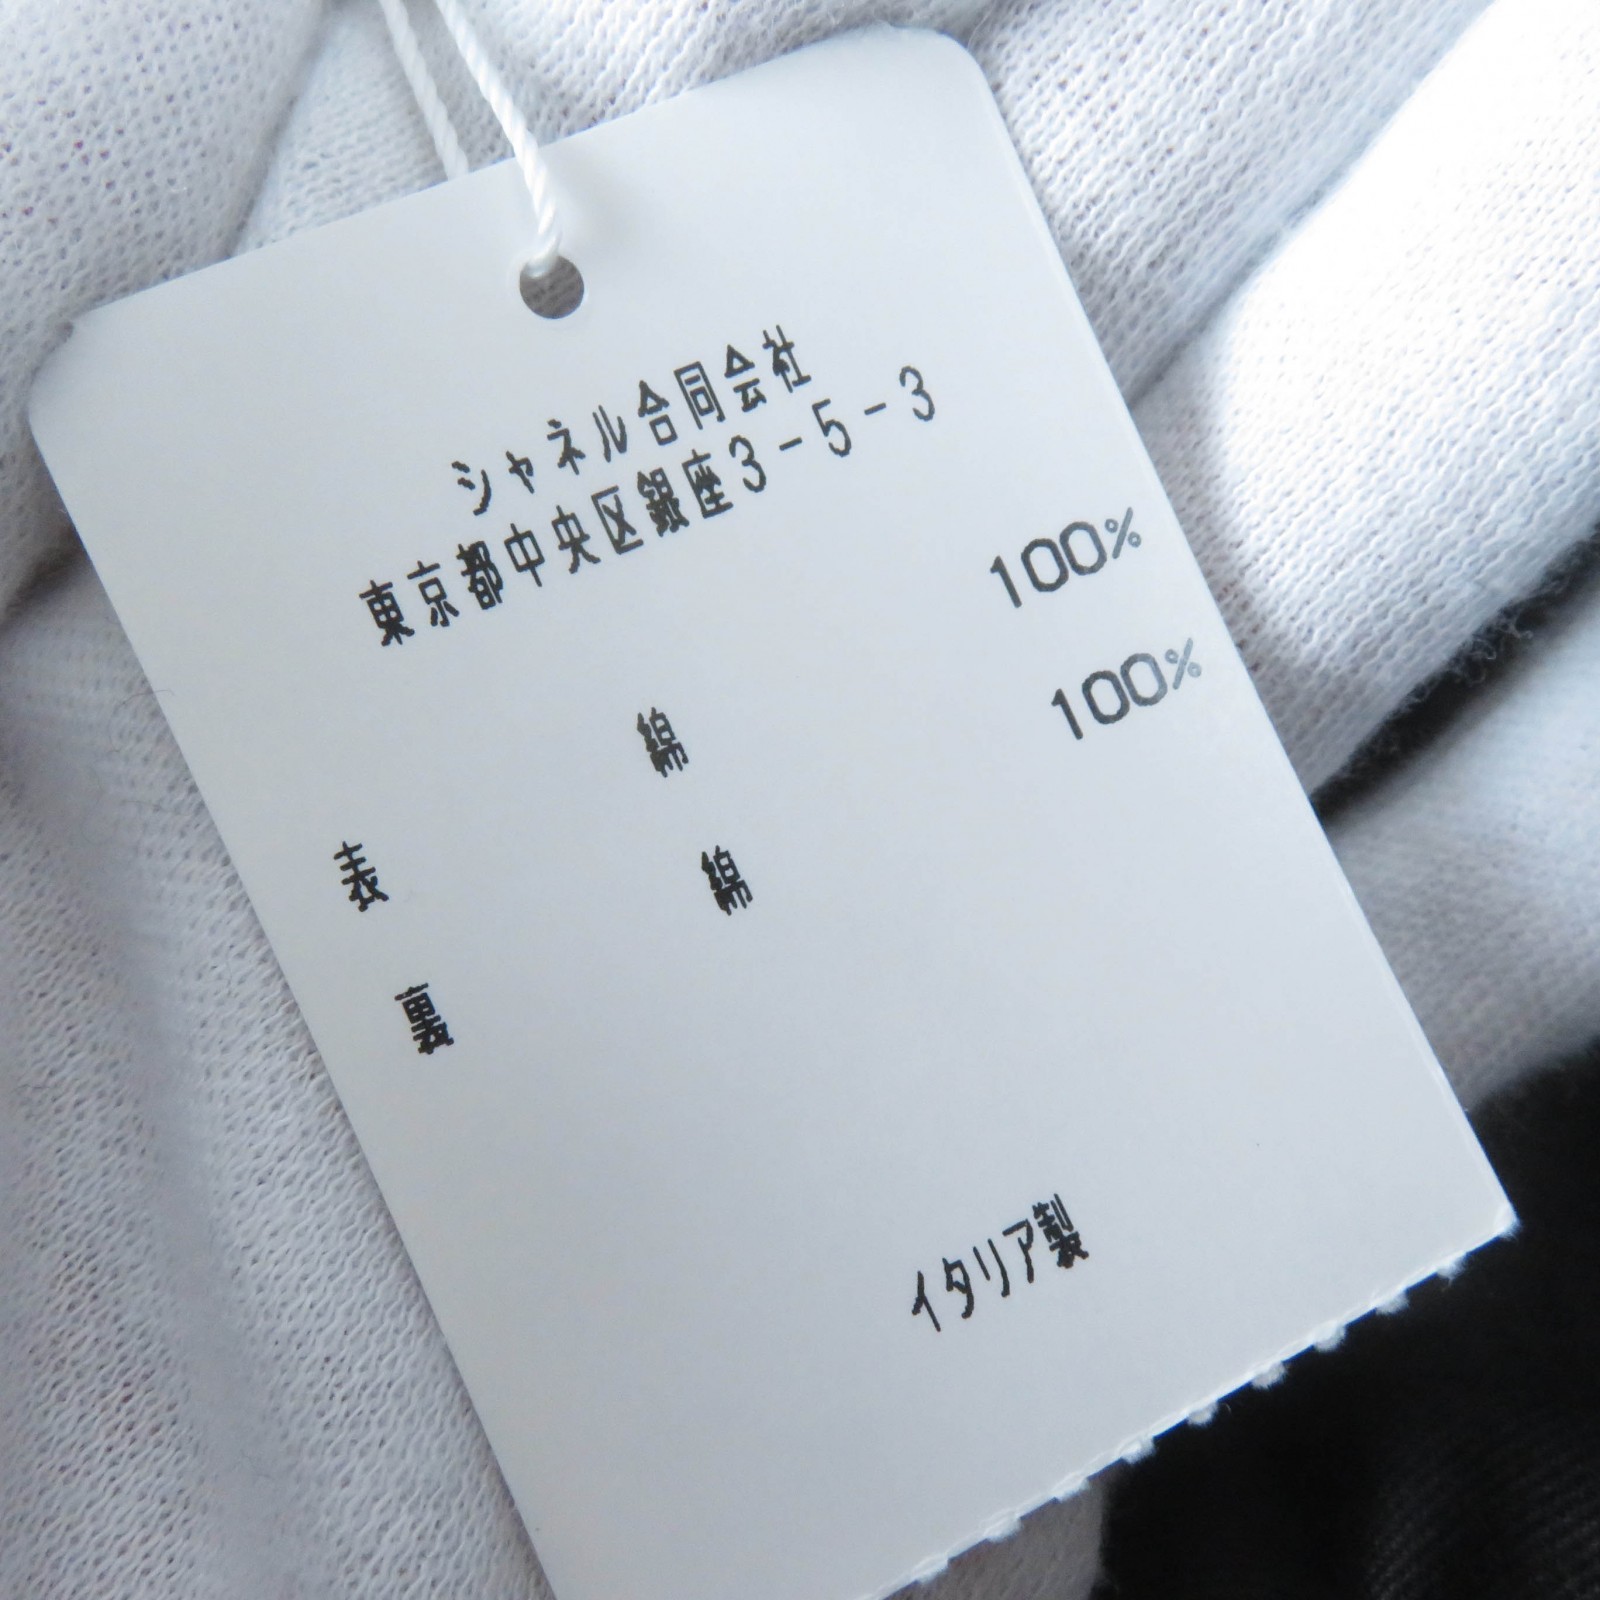 シャネル合同会社
東京都中央区銀座3-5-3
表 綿 100%
裏 綿 100%
イタリア製